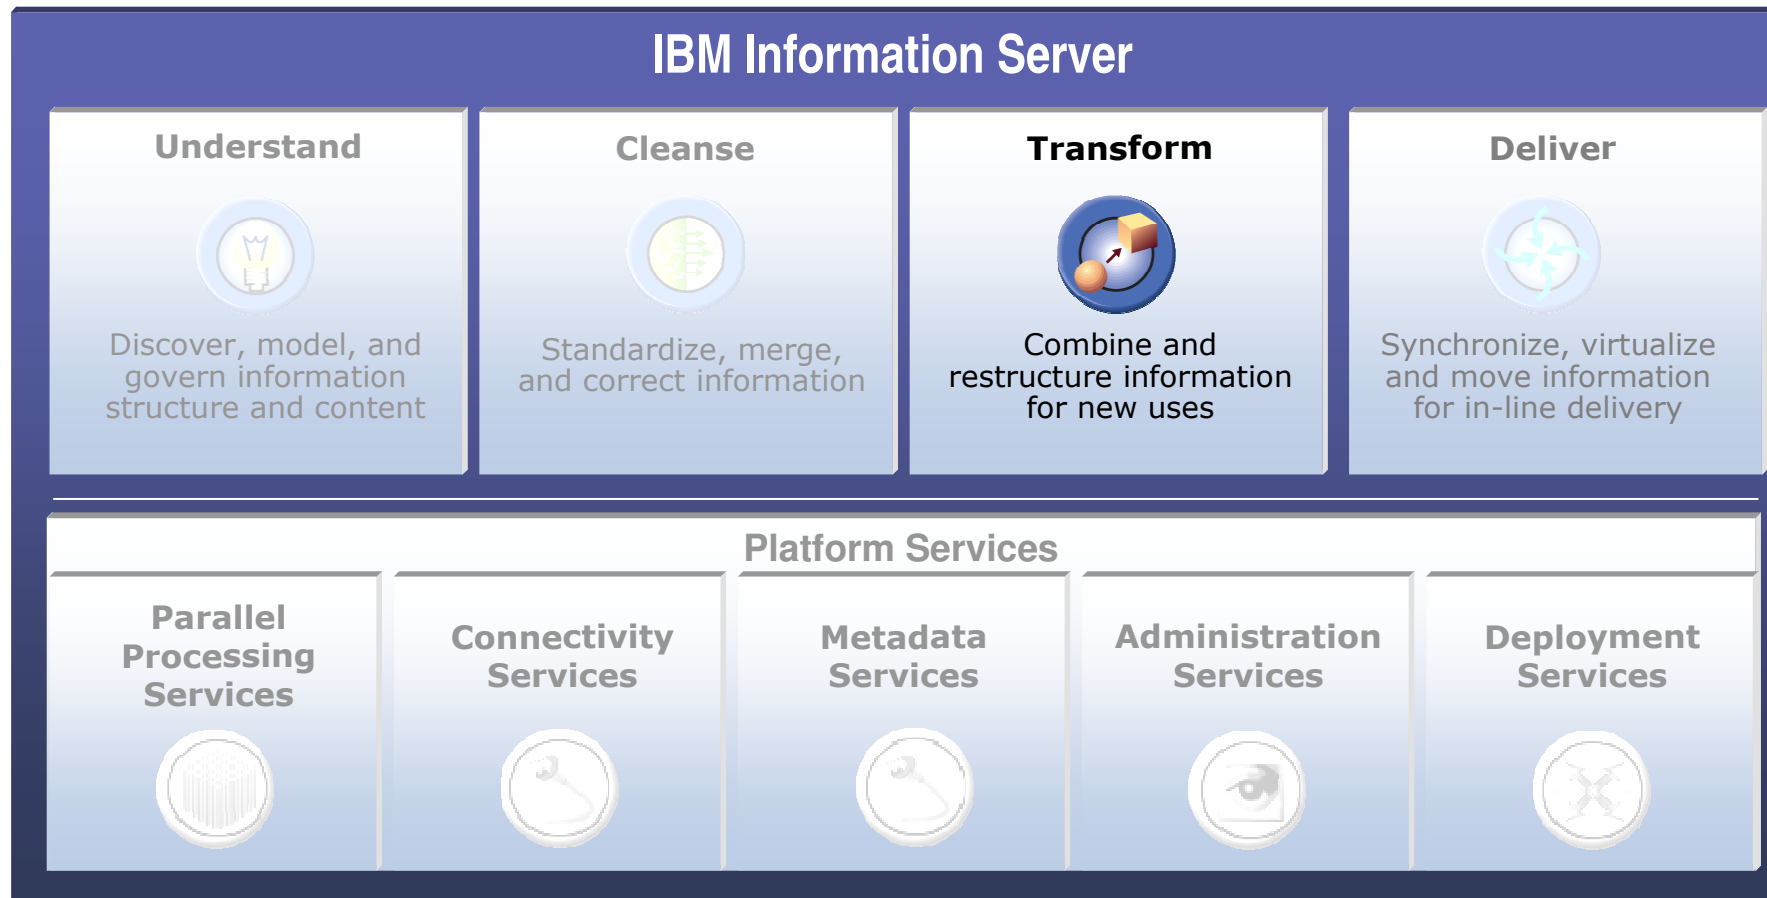 IBM Information Server
Understand
Discover, model, and
govern information
structure and content
Cleanse
Standardize, merge,
and correct information
Transform
Combine and
restructure information
for new uses
Deliver
Synchronize, virtualize
and move information
for in-line delivery
Platform Services
Parallel
Processing
Services
Connectivity
Services
Metadata
Services
Administration
Services
Deployment
Services